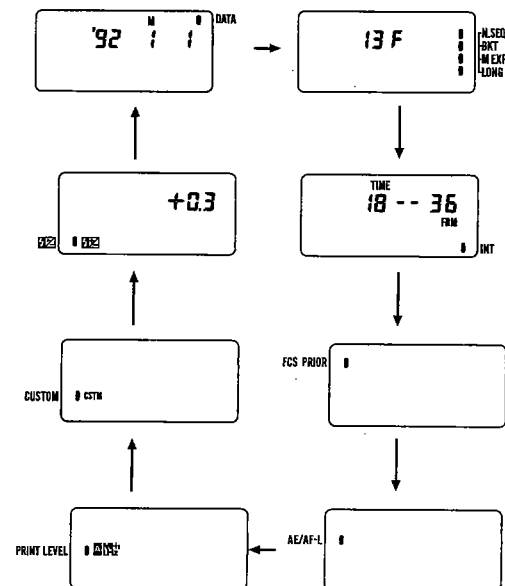 M DATA
'92 1 1
13 F
N.SEQ
BKT
M EXP
LONG
+0.3
TIME
18 -- 36
FRM
INT
CUSTOM CSTM
FCS PRIOR
PRINT LEVEL
AE/AF-L